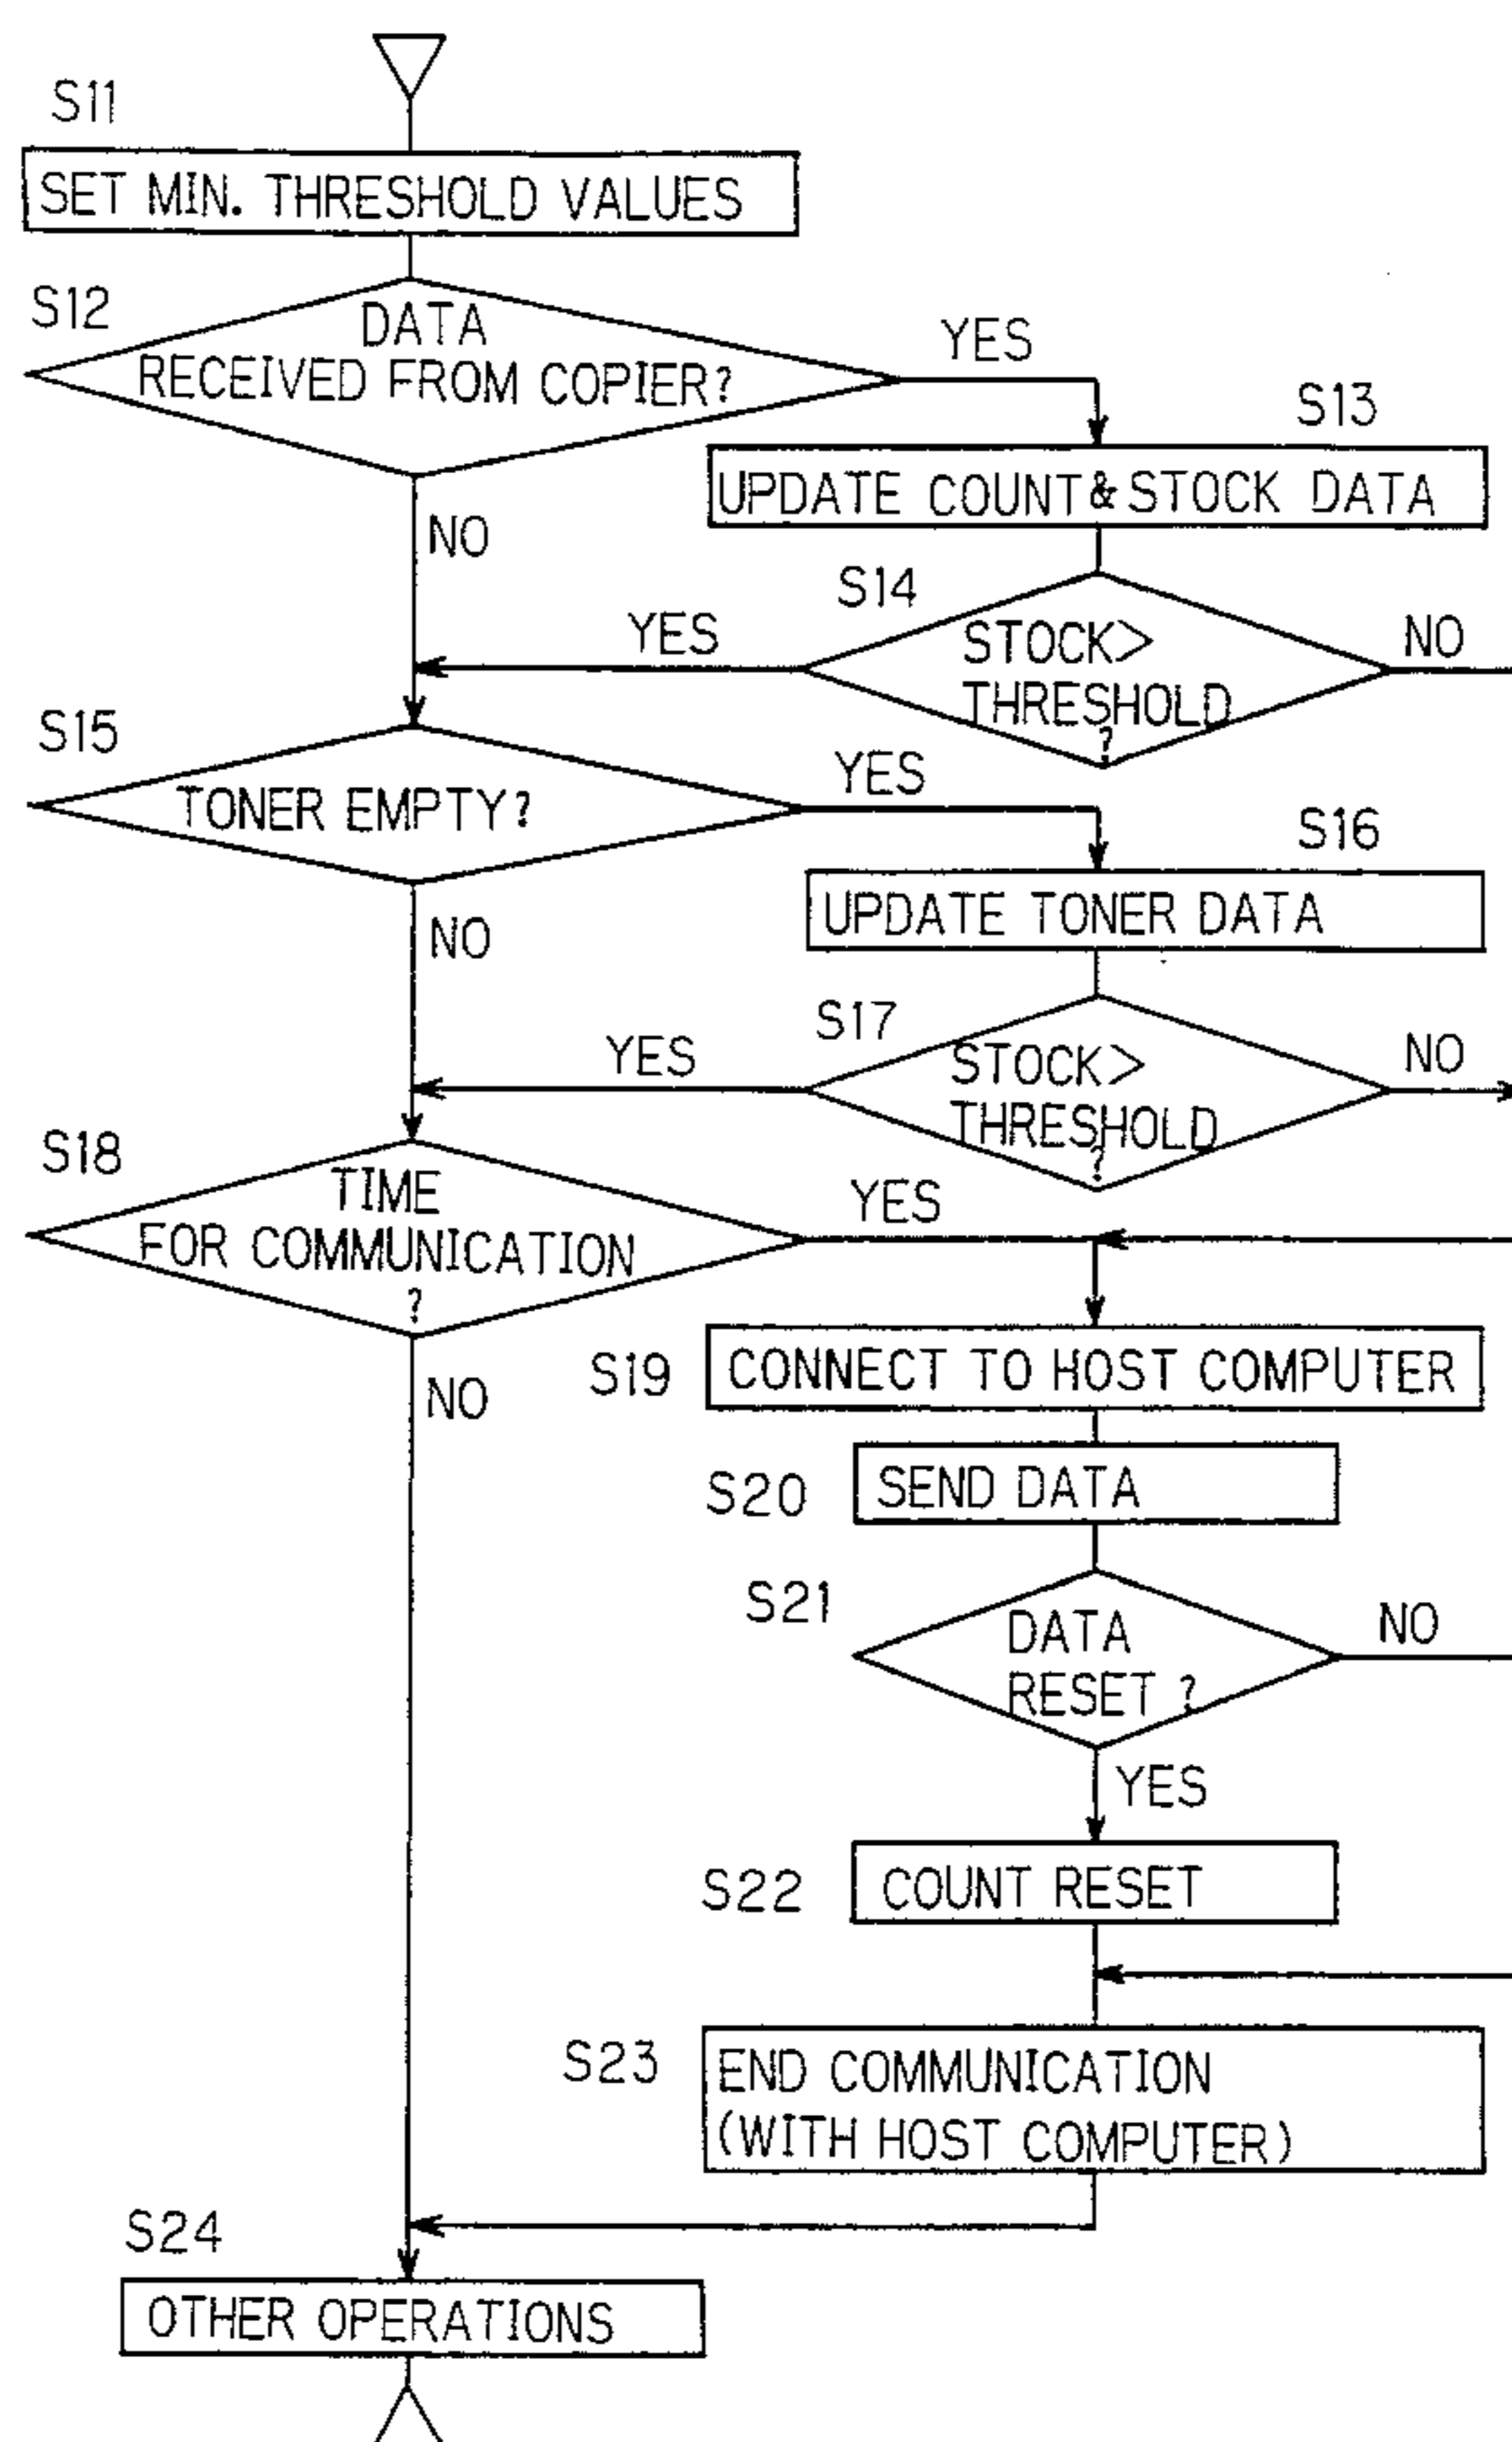 S11
SET MIN. THRESHOLD VALUES
S12
DATA
RECEIVED FROM COPIER?
YES
NO
S13
UPDATE COUNT&STOCK DATA
S14
STOCK>
THRESHOLD
?
YES
NO
S15
TONER EMPTY?
YES
NO
S16
UPDATE TONER DATA
S17
STOCK>
THRESHOLD
?
YES
NO
S18
TIME
FOR COMMUNICATION
?
YES
NO
S19
CONNECT TO HOST COMPUTER
S20
SEND DATA
S21
DATA
RESET ?
NO
YES
S22
COUNT RESET
S23
END COMMUNICATION
(WITH HOST COMPUTER)
S24
OTHER OPERATIONS